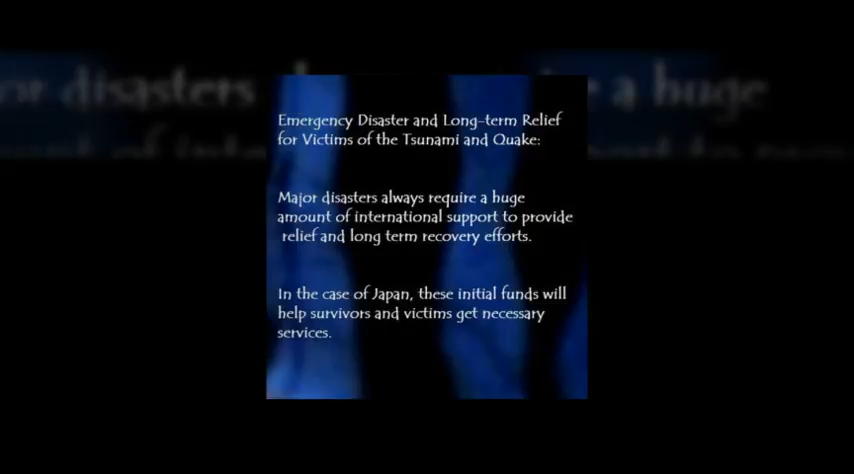 Emergency Disaster and Long-term Relief
for Victims of the Tsunami and Quake:
Major disasters always require a huge
amount of international support to provide
relief and long term recovery efforts.
In the case of Japan, these initial funds will
help survivors and victims get necessary
services.